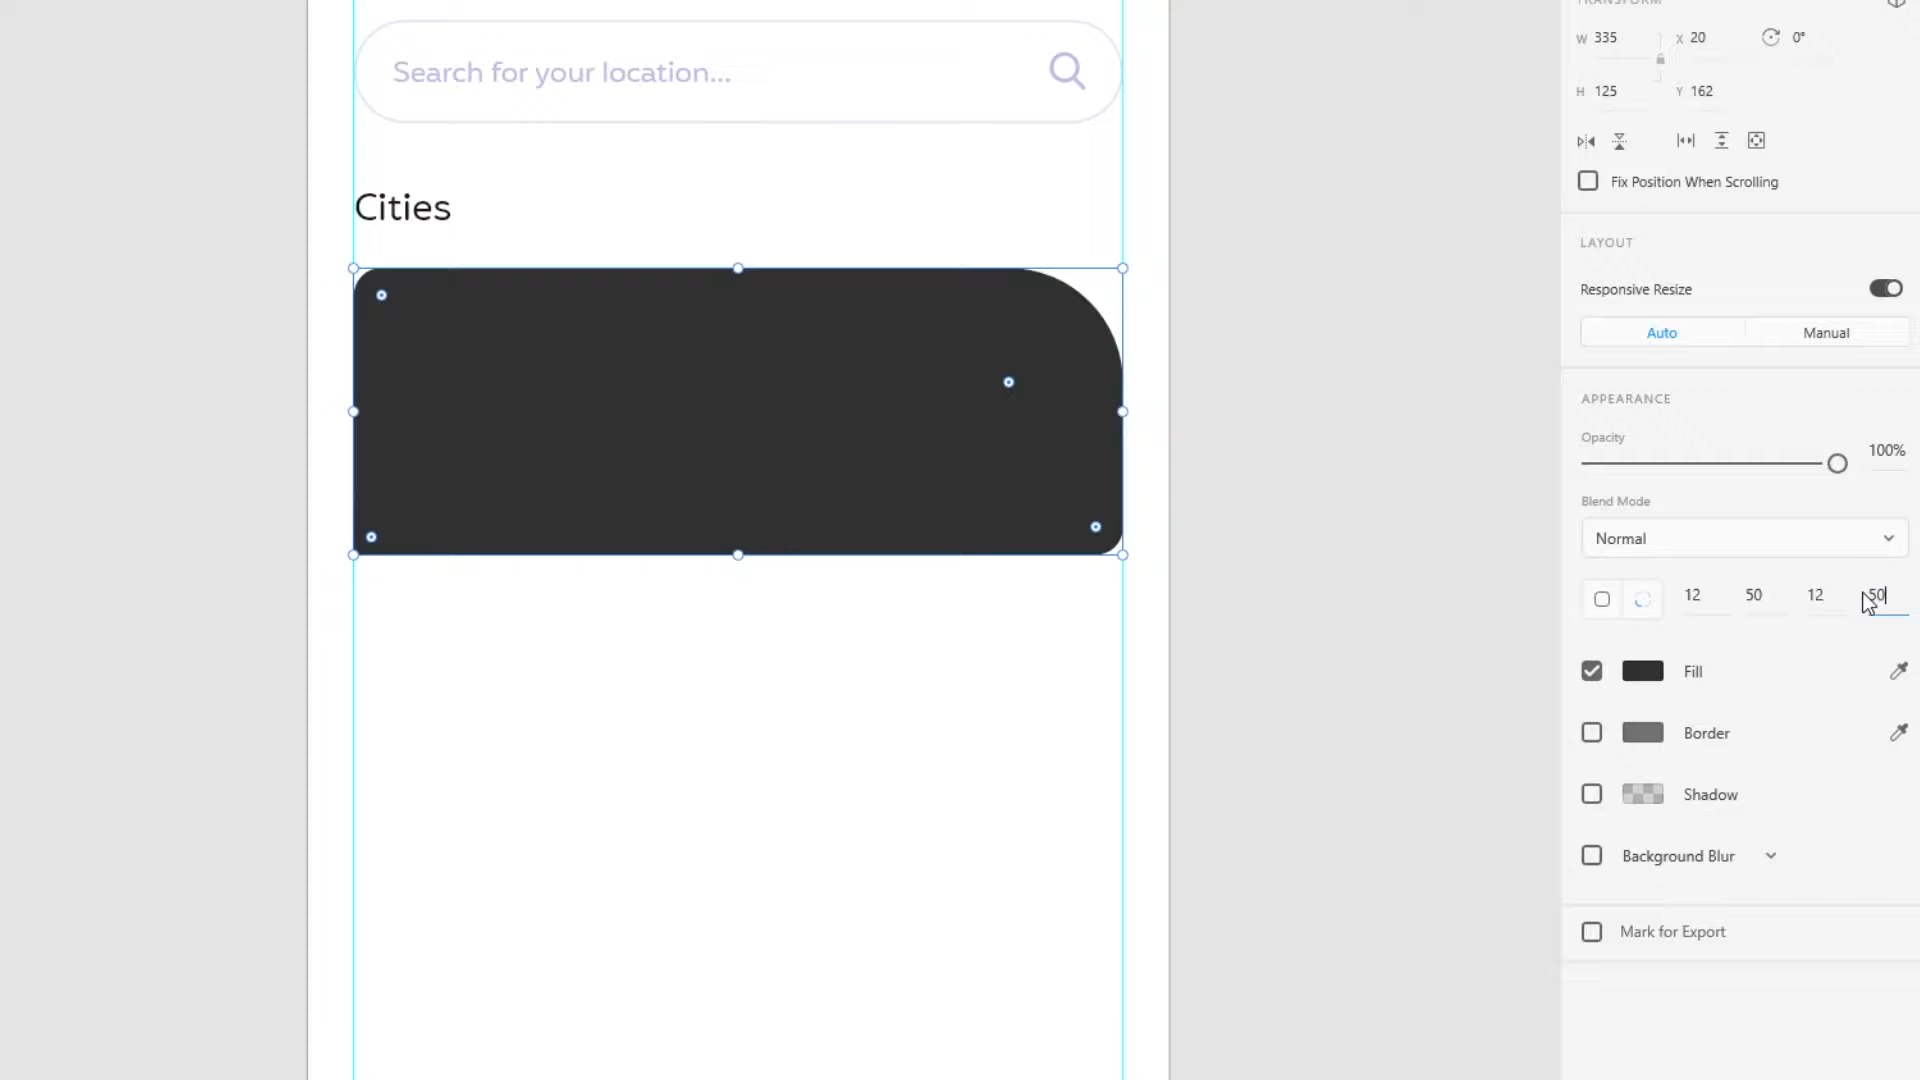 TRANSFORM
W 335 X 20 0°
H 125 Y 162
Fix Position When Scrolling
LAYOUT
Responsive Resize
Auto Manual
APPEARANCE
Opacity
100%
Blend Mode
Normal
12 50 12 50
Fill
Border
Shadow
Background Blur
Mark for Export
Search for your location...
Cities